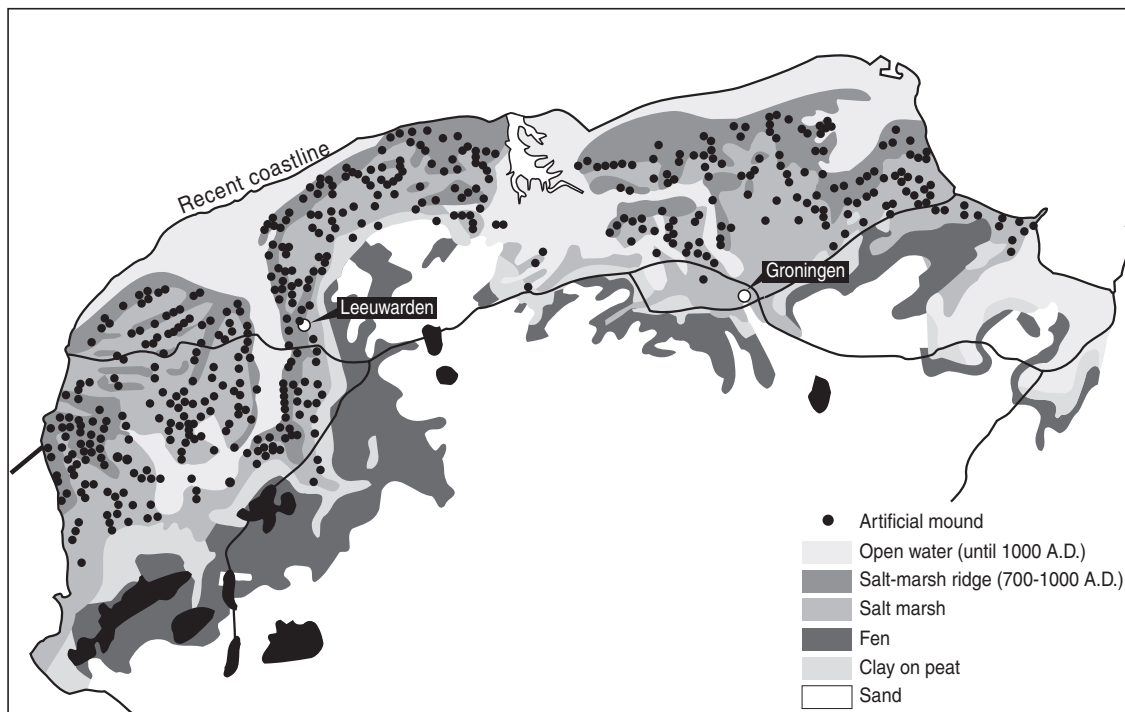 Recent coastline
Leeuwarden
Groningen
Artificial mound
Open water (until 1000 A.D.)
Salt-marsh ridge (700-1000 A.D.)
Salt marsh
Fen
Clay on peat
Sand